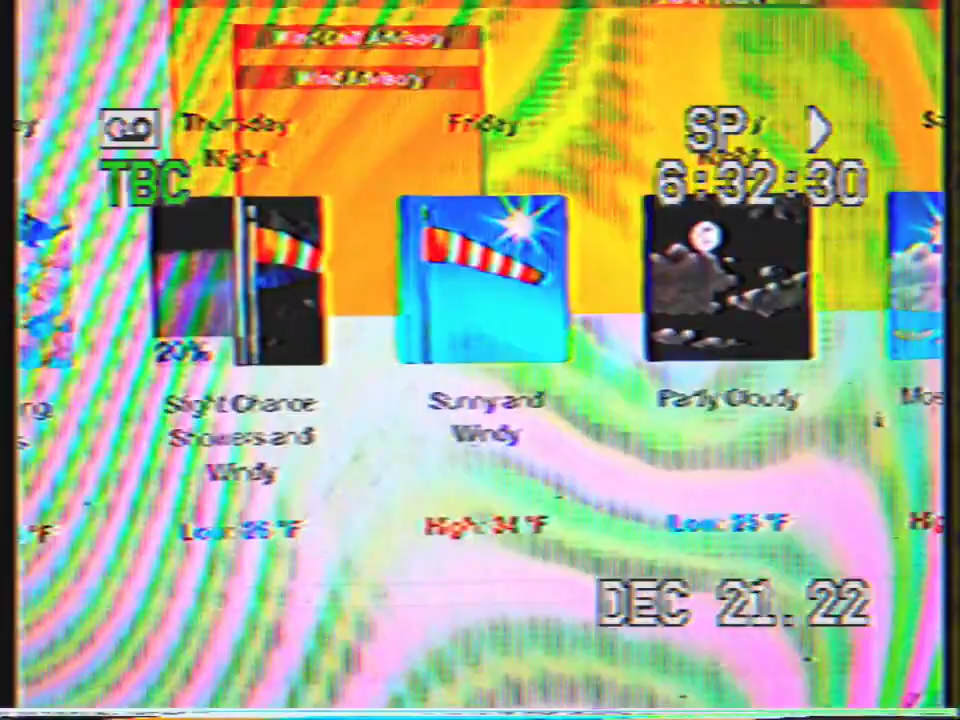 Wind Chill Advisory
Wind Advisory
Thursday
Night
Friday
SP
TBC
6:32:30
20%
Slight Chance
Showers and
Windy
Sunny and
Windy
Partly Cloudy
Low: 26 °F
High: 34 °F
Low: 25 °F
DEC 21. 22